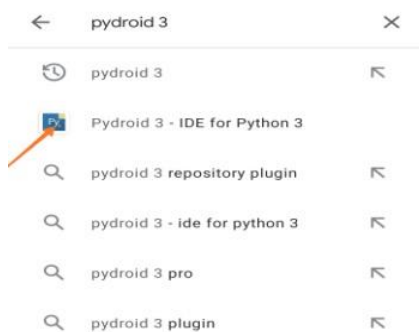 pydroid 3
pydroid 3
Py
Pydroid 3 - IDE for Python 3
pydroid 3 repository plugin
pydroid 3 - ide for python 3
pydroid 3 pro
pydroid 3 plugin